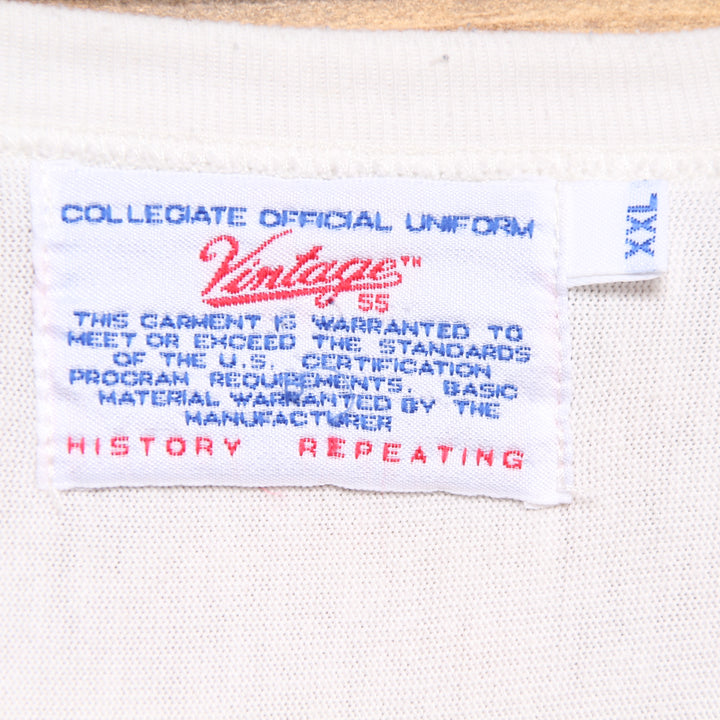 COLLEGIATE OFFICIAL UNIFORM
Vintage™
55
THIS GARMENT IS WARRANTED TO
MEET OR EXCEED THE STANDARDS
OF THE U.S. CERTIFICATION
PROGRAM REQUIREMENTS. BASIC
MATERIAL WARRANTED BY THE
MANUFACTURER
HISTORY REPEATING
XXL